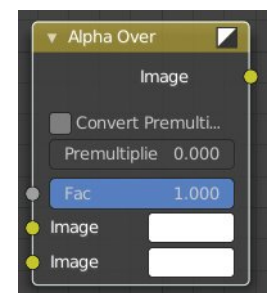 Alpha Over
Image
Convert Premulti...
Premultiplie 0.000
Fac 1.000
Image
Image